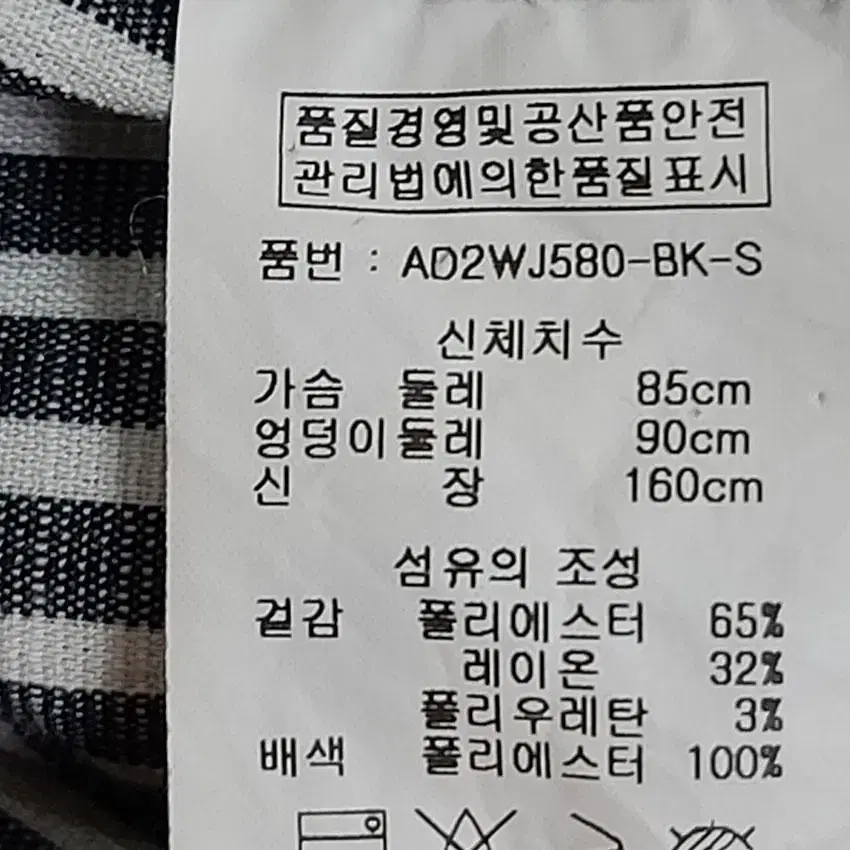 품질경영및공산품안전
관리법에의한품질표시
품번 : AD2WJ580-BK-S
신체치수
가슴 둘레 85cm
엉덩이둘레 90cm
신 장 160cm
섬유의 조성
겉감 폴리에스터 65%
레이온 32%
폴리우레탄 3%
배색 폴리에스터 100%